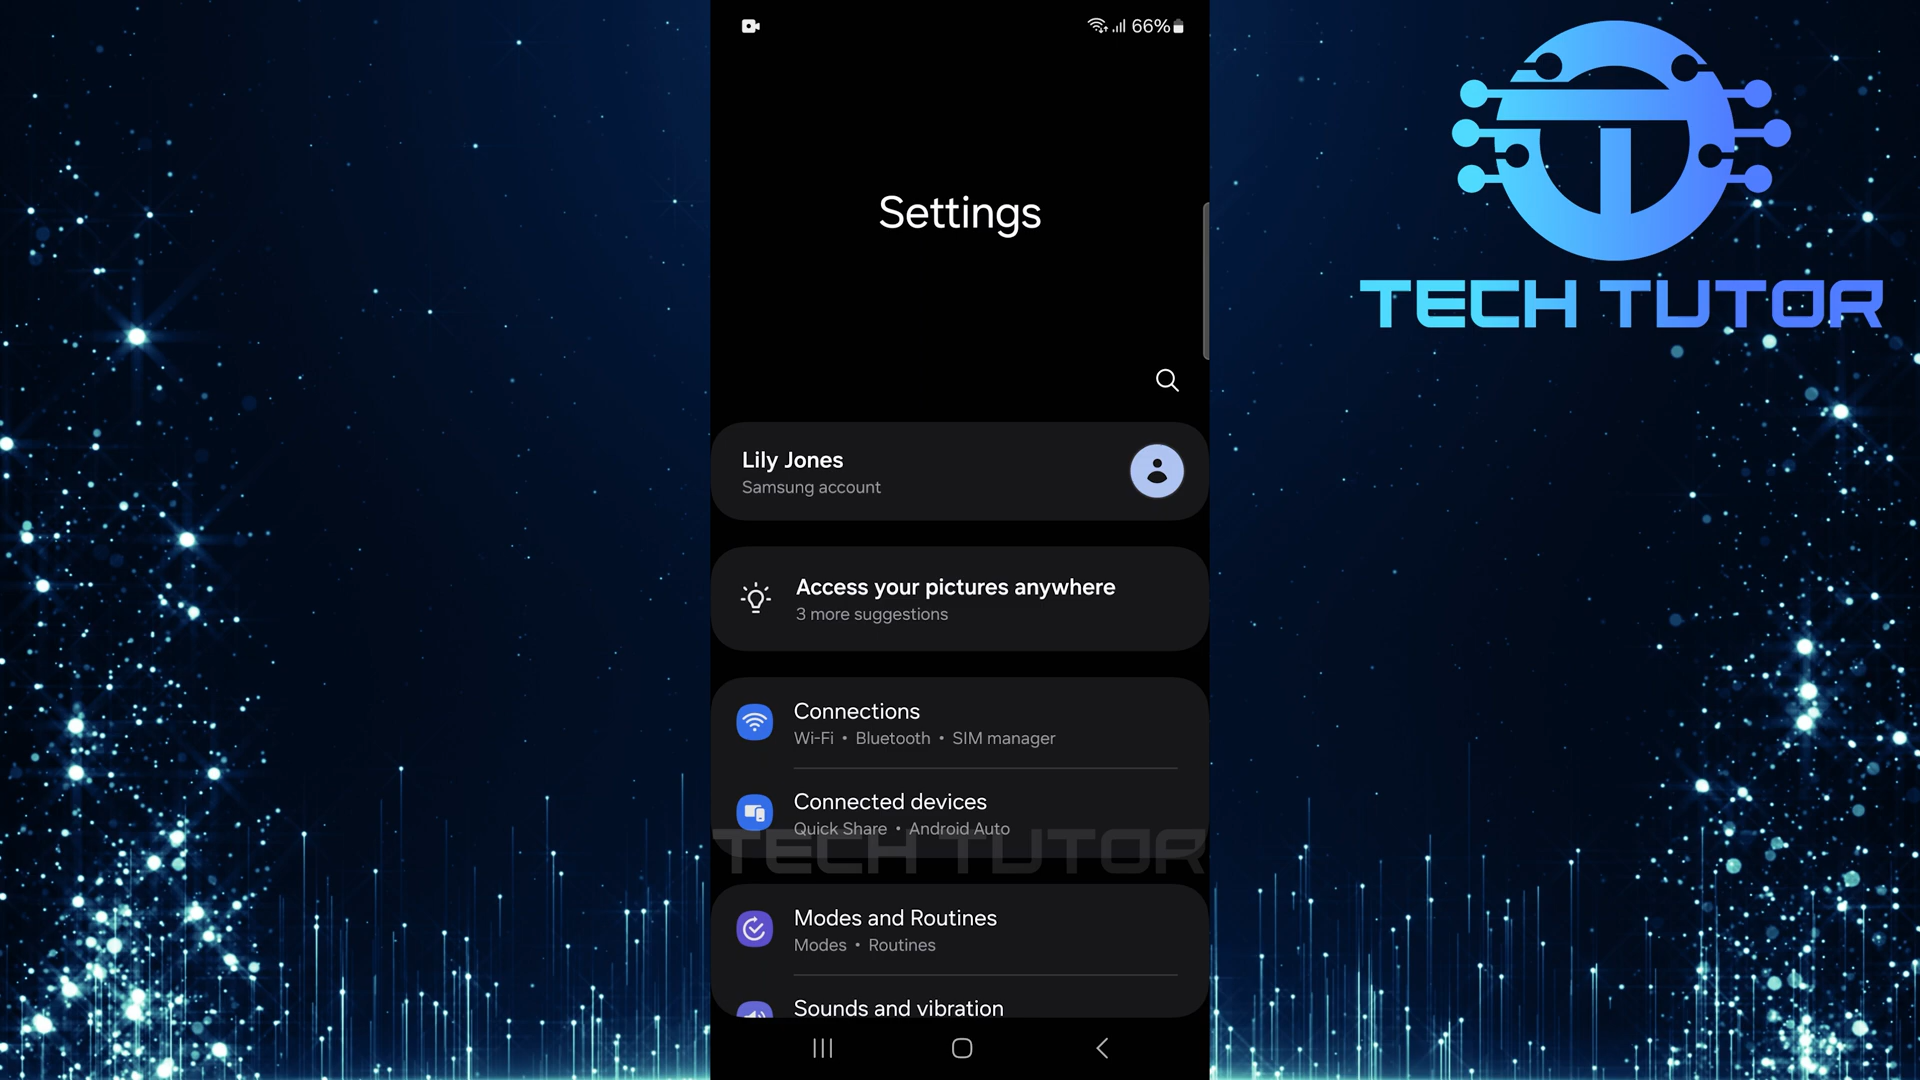 66%
TECH TUTOR
Settings
Lily Jones
Samsung account
Access your pictures anywhere
3 more suggestions
Connections
Wi-Fi • Bluetooth • SIM manager
Connected devices
Quick Share • Android Auto
TECH TUTOR
Modes and Routines
Modes • Routines
Sounds and vibration